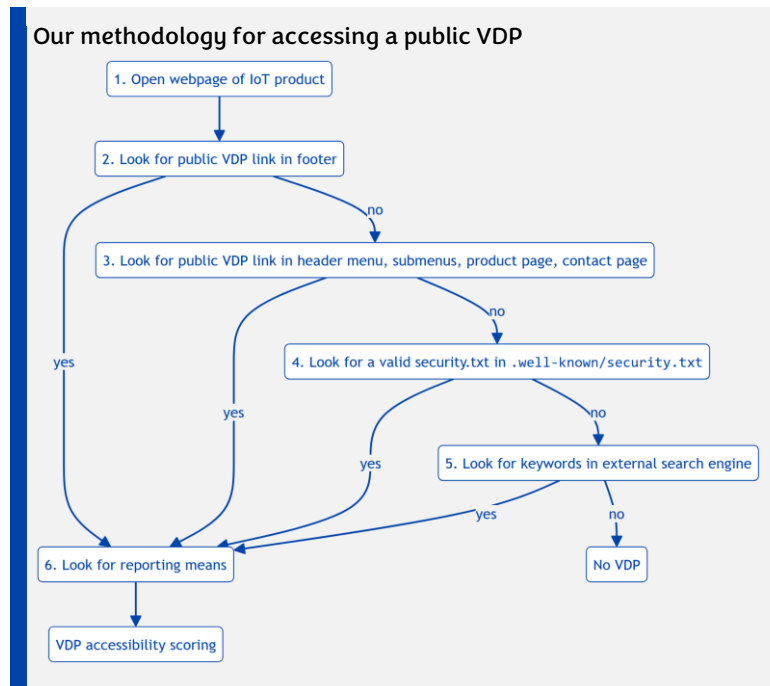 Our methodology for accessing a public VDP
1. Open webpage of IoT product
2. Look for public VDP link in footer
no
3. Look for public VDP link in header menu, submenus, product page, contact page
no
4. Look for a valid security.txt in .well-known/security.txt
yes
yes
no
yes
5. Look for keywords in external search engine
yes
no
6. Look for reporting means
No VDP
VDP accessibility scoring